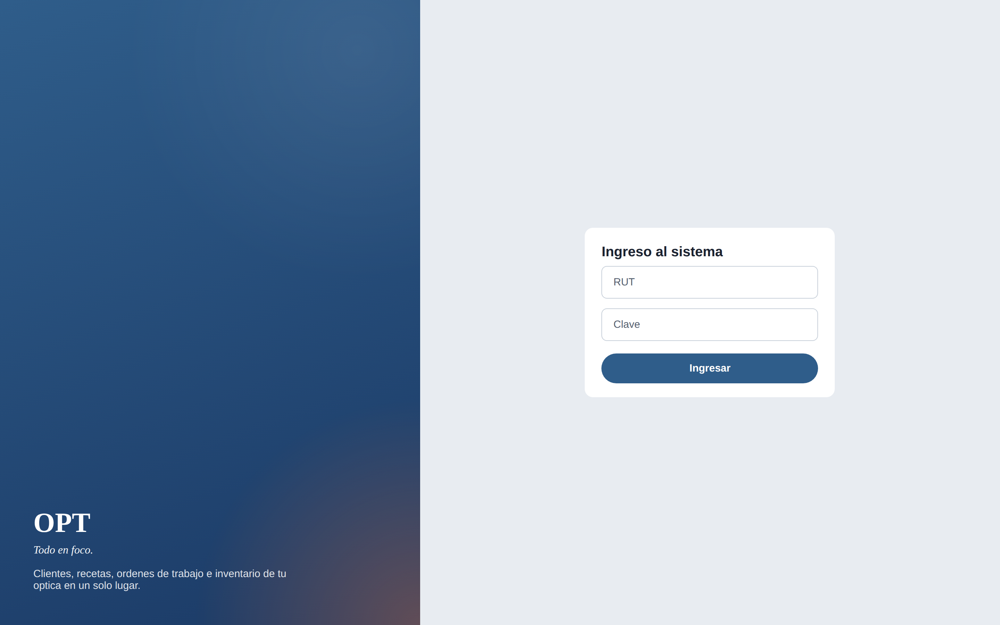 OPT
Todo en foco.
Clientes, recetas, ordenes de trabajo e inventario de tu
optica en un solo lugar.
Ingreso al sistema
RUT
Clave
Ingresar